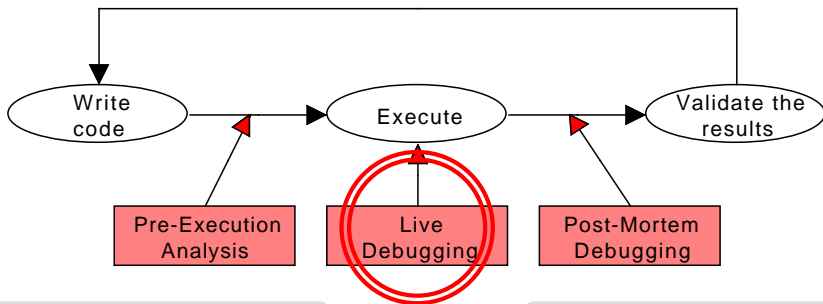 Write
code
Execute
Validate the
results
Pre-Execution
Analysis
Live
Debugging
Post-Mortem
Debugging